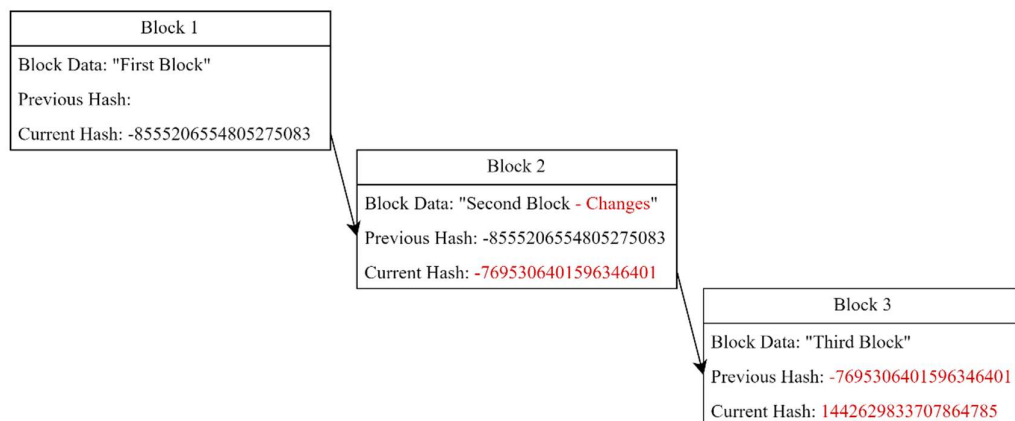 Block 1
Block Data: "First Block"
Previous Hash:
Current Hash: -8555206554805275083
Block 2
Block Data: "Second Block - Changes"
Previous Hash: -8555206554805275083
Current Hash: -7695306401596346401
Block 3
Block Data: "Third Block"
Previous Hash: -7695306401596346401
Current Hash: 1442629833707864785